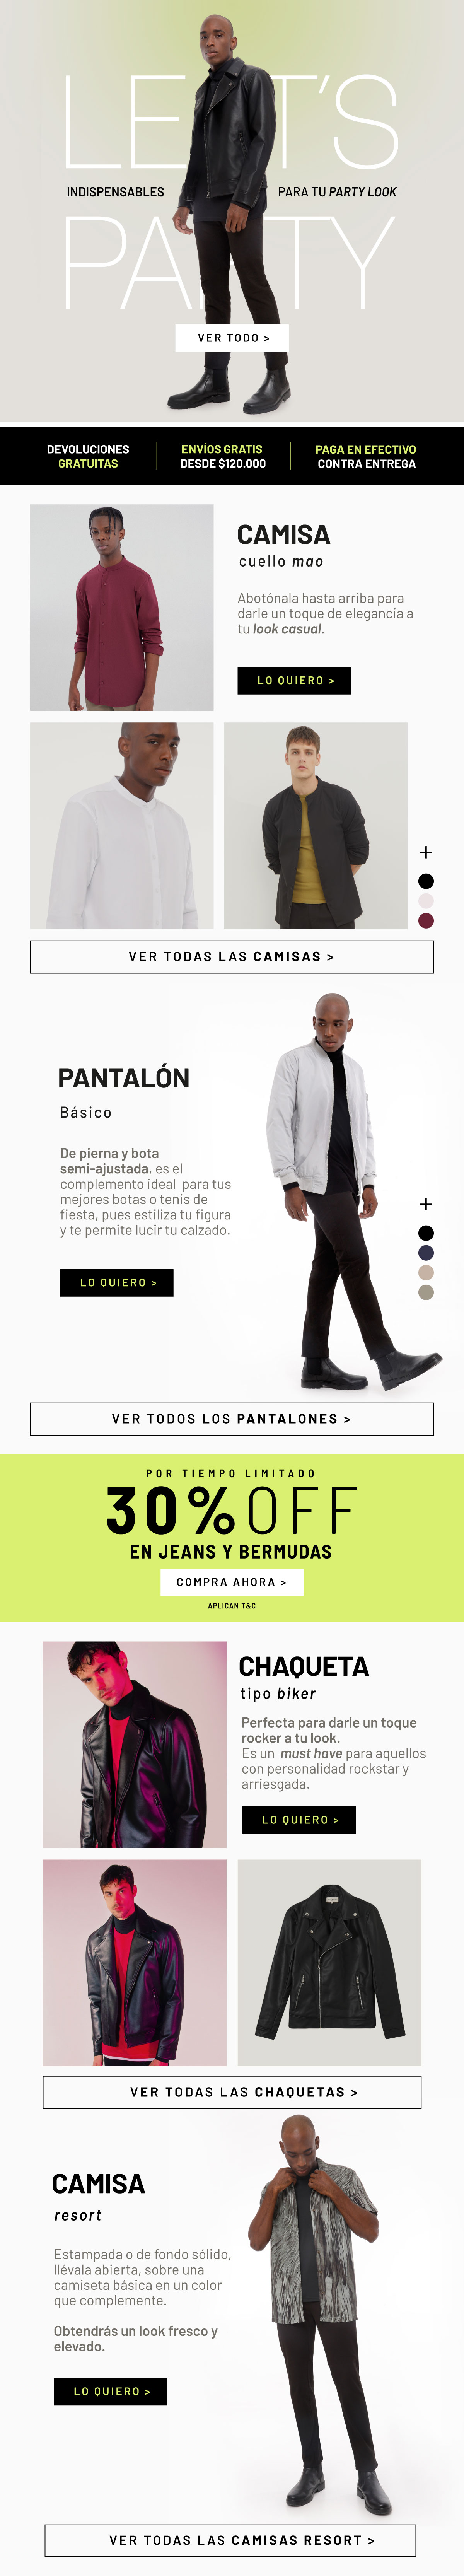 LET'S
INDISPENSABLES
PARA TU PARTY LOOK
PARTY
VER TODO >
DEVOLUCIONES
GRATUITAS
ENVÍOS GRATIS
DESDE $120.000
PAGA EN EFECTIVO
CONTRA ENTREGA
CAMISA
cuello mao
Abotónala hasta arriba para
darle un toque de elegancia a
tu look casual.
LO QUIERO >
+
VER TODAS LAS CAMISAS >
PANTALÓN
Básico
De pierna y bota
semi-ajustada, es el
complemento ideal para tus
mejores botas o tenis de
fiesta, pues estiliza tu figura
y te permite lucir tu calzado.
+
LO QUIERO >
VER TODOS LOS PANTALONES >
POR TIEMPO LIMITADO
30%OFF
EN JEANS Y BERMUDAS
COMPRA AHORA >
APLICAN T&C
CHAQUETA
tipo biker
Perfecta para darle un toque
rocker a tu look.
Es un must have para aquellos
con personalidad rockstar y
arriesgada.
LO QUIERO >
VER TODAS LAS CHAQUETAS >
CAMISA
resort
Estampada o de fondo sólido,
llévala abierta, sobre una
camiseta básica en un color
que complemente.
Obtendrás un look fresco y
elevado.
LO QUIERO >
VER TODAS LAS CAMISAS RESORT >